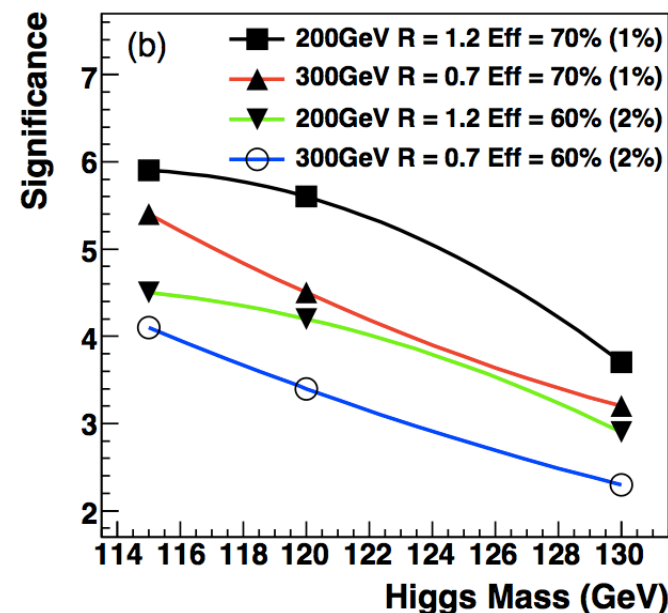 (b)
200GeV R = 1.2 Eff = 70% (1%)
300GeV R = 0.7 Eff = 70% (1%)
200GeV R = 1.2 Eff = 60% (2%)
300GeV R = 0.7 Eff = 60% (2%)
Significance
7
6
5
4
3
2
114 116 118 120 122 124 126 128 130
Higgs Mass (GeV)